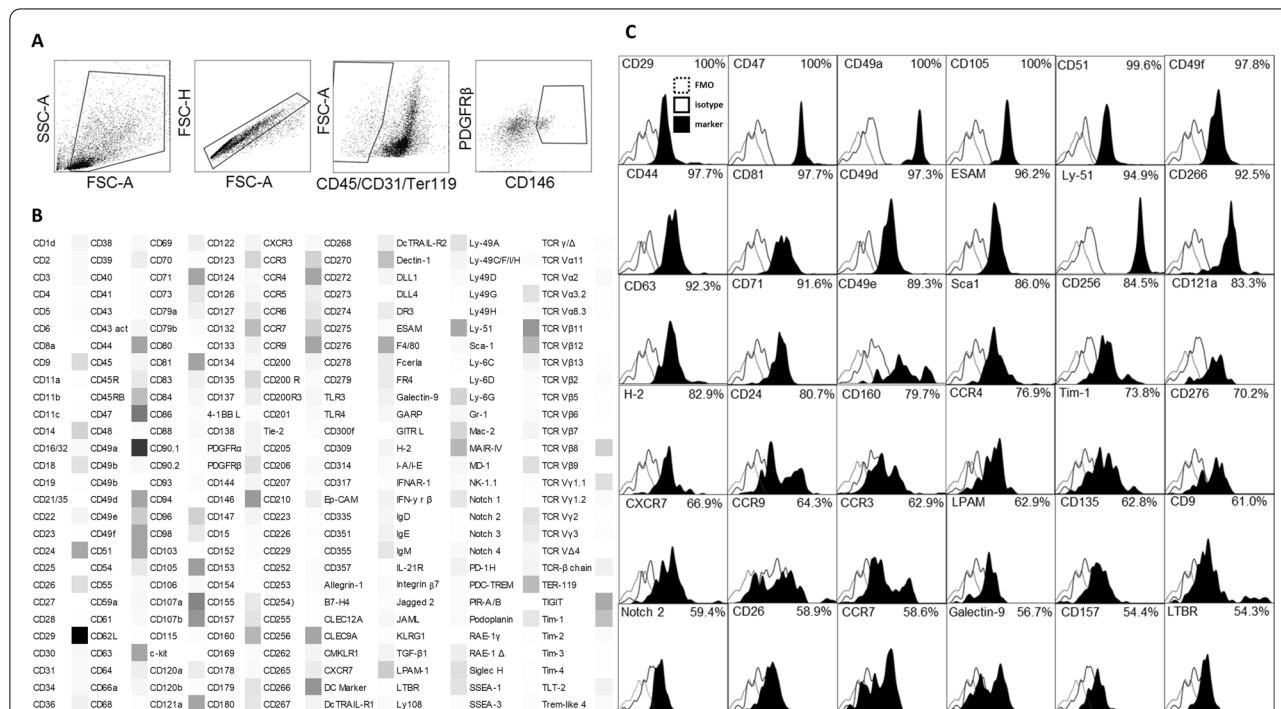 A
SSC-A
FSC-A
FSC-H
FSC-A
FSC-A
CD45/CD31/Ter119
PDGFRβ
CD146
B
CD1d CD38 CD69 CD122 CXCR3 CD268 DcTRAIL-R2 Ly-49A TCR γ/Δ
CD2 CD39 CD70 CD123 CCR3 CD270 Dectin-1 Ly-49C/F/I/H TCR Vα11
CD3 CD40 CD71 CD124 CCR4 CD272 DLL1 Ly49D TCR Vα2
CD4 CD41 CD73 CD126 CCR5 CD273 DLL4 Ly49G TCR Vα3.2
CD5 CD43 CD79a CD127 CCR6 CD274 DR3 Ly49H TCR Vα8.3
CD6 CD43 act CD79b CD132 CCR7 CD275 ESAM Ly-51 TCR Vβ11
CD8a CD44 CD80 CD133 CCR9 CD276 F4/80 Sca-1 TCR Vβ12
CD9 CD45 CD81 CD134 CD200 CD278 Fcerla Ly-6C TCR Vβ13
CD11a CD45R CD83 CD135 CD200 R CD279 FR4 Ly-6D TCR Vβ2
CD11b CD45RB CD84 CD137 CD200R3 TLR3 Galectin-9 Ly-6G TCR Vβ5
CD11c CD47 CD86 4-1BB L CD201 TLR4 GARP Gr-1 TCR Vβ6
CD14 CD48 CD88 CD138 Tie-2 CD300f GITR L Mac-2 TCR Vβ7
CD16/32 CD49a CD90.1 PDGFRα CD205 CD309 H-2 MAIR-IV TCR Vβ8
CD18 CD49b CD90.2 PDGFRβ CD206 CD314 I-A/I-E MD-1 TCR Vβ9
CD19 CD49b CD93 CD144 CD207 CD317 IFNAR-1 NK-1.1 TCR Vγ1.1
CD21/35 CD49d CD94 CD146 CD210 Ep-CAM IFN-γ r β Notch 1 TCR Vγ1.2
CD22 CD49e CD96 CD147 CD223 CD335 IgD Notch 2 TCR Vγ2
CD23 CD49f CD98 CD15 CD226 CD351 IgE Notch 3 TCR Vγ3
CD24 CD51 CD103 CD152 CD229 CD355 IgM Notch 4 TCR VΔ4
CD25 CD54 CD105 CD153 CD252 CD357 IL-21R PD-1H TCR-β chain
CD26 CD55 CD106 CD154 CD253 Allergin-1 Integrin β7 PDC-TREM TER-119
CD27 CD59a CD107a CD155 CD254) B7-H4 Jagged 2 PIR-A/B TIGIT
CD28 CD61 CD107b CD157 CD255 CLEC12A JAML Podoplanin Tim-1
CD29 CD62L CD115 CD160 CD256 CLEC9A KLRG1 RAE-1γ Tim-2
CD30 CD63 c-kit CD169 CD262 CMKLR1 TGF-β1 RAE-1 Δ Tim-3
CD31 CD64 CD120a CD178 CD265 CXCR7 LPAM-1 Siglec H Tim-4
CD34 CD66a CD120b CD179 CD266 DC Marker LTBR SSEA-1 TLT-2
CD36 CD68 CD121a CD180 CD267 DcTRAIL-R1 Ly108 SSEA-3 Trem-like 4
C
CD29 100% CD47 100% CD49a 100% CD105 100% CD51 99.6% CD49f 97.8%
FMO
isotype
marker
CD44 97.7% CD81 97.7% CD49d 97.3% ESAM 96.2% Ly-51 94.9% CD266 92.5%
CD63 92.3% CD71 91.6% CD49e 89.3% Sca1 86.0% CD256 84.5% CD121a 83.3%
H-2 82.9% CD24 80.7% CD160 79.7% CCR4 76.9% Tim-1 73.8% CD276 70.2%
CXCR7 66.9% CCR9 64.3% CCR3 62.9% LPAM 62.9% CD135 62.8% CD9 61.0%
Notch 2 59.4% CD26 58.9% CCR7 58.6% Galectin-9 56.7% CD157 54.4% LTBR 54.3%